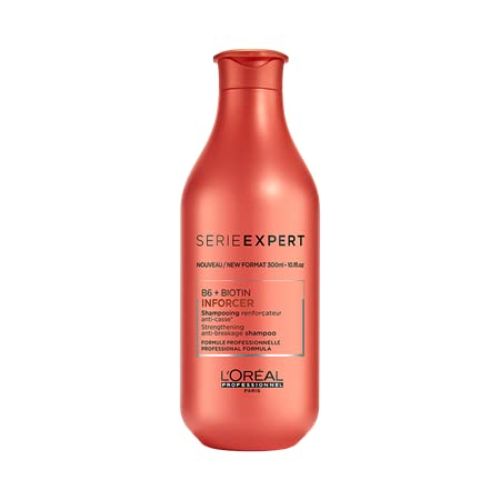 SERIEEXPERT
NOUVEAU / NEW FORMAT 300ml-10.1fl.oz
B6 + BIOTIN
INFORCER
Shampooing renforçateur
anti-casse*
Strengthening
anti-breakage shampoo
FORMULE PROFESSIONNELLE
PROFESSIONAL FORMULA
L'ORÉAL
PROFESSIONNEL
PARIS